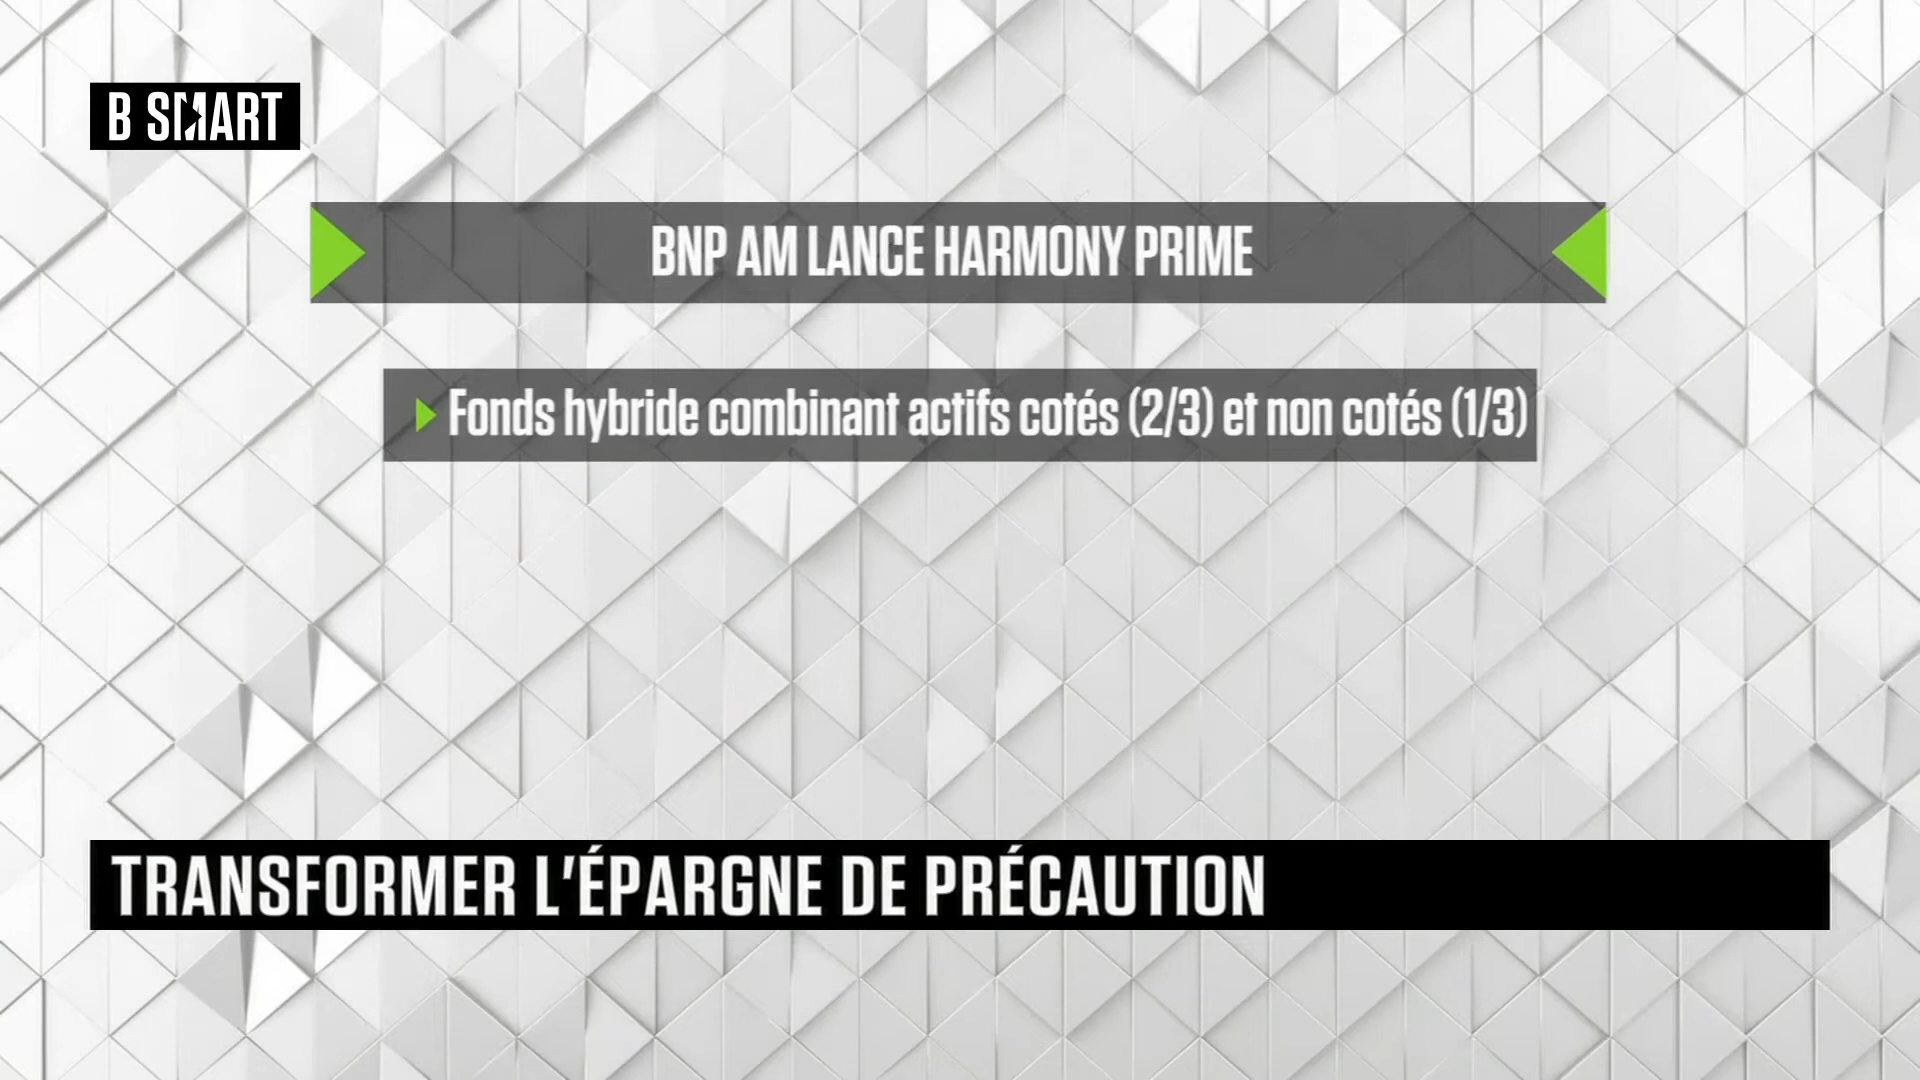 B SMART
BNP AM LANCE HARMONY PRIME
Fonds hybride combinant actifs cotés (2/3) et non cotés (1/3)
TRANSFORMER L'ÉPARGNE DE PRÉCAUTION